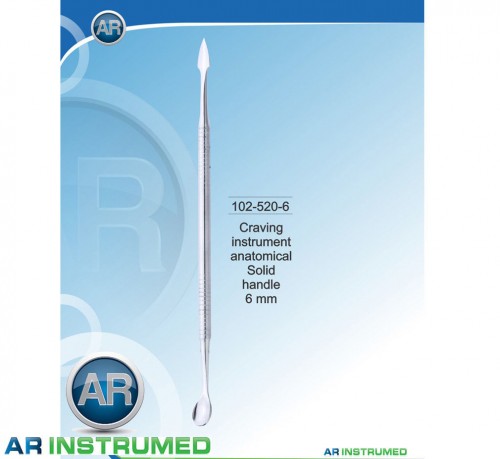 AR
R
102-520-6
Craving
instrument
anatomical
Solid
handle
6 mm
AR
AR INSTRUMED
AR INSTRUMED